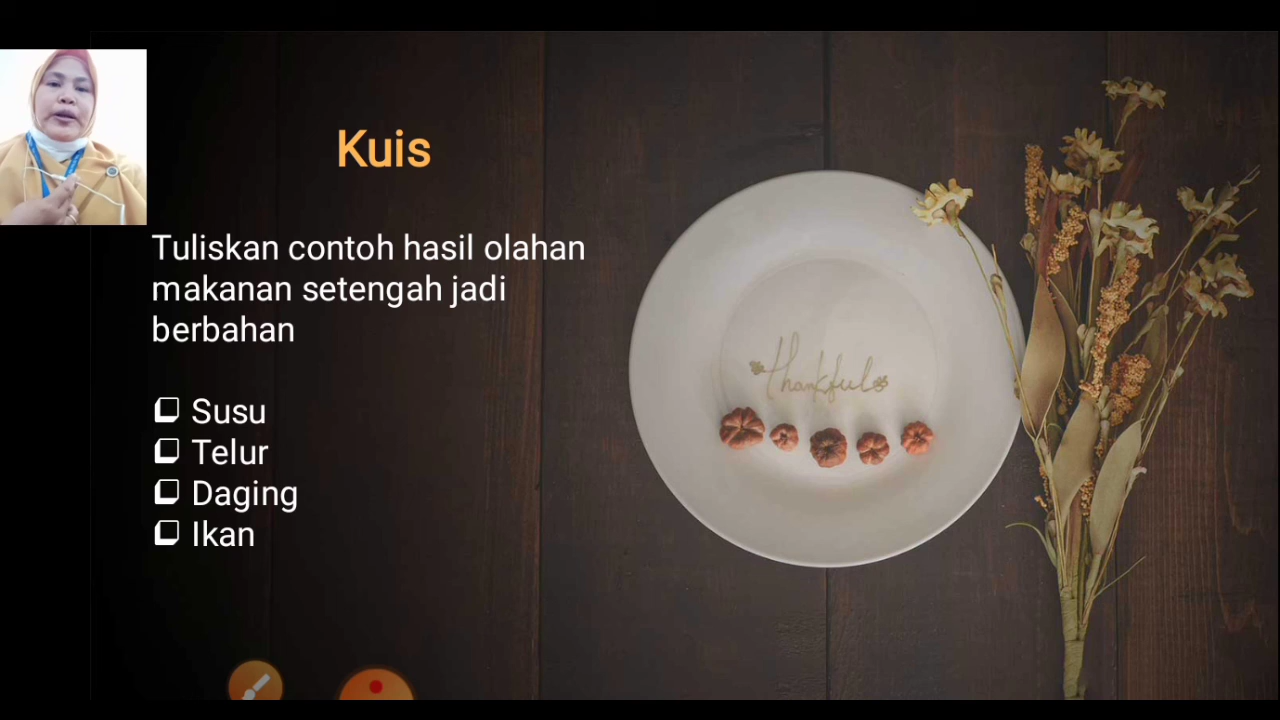 Kuis
Tuliskan contoh hasil olahan
makanan setengah jadi
berbahan
Susu
Telur
Daging
Ikan
thankful